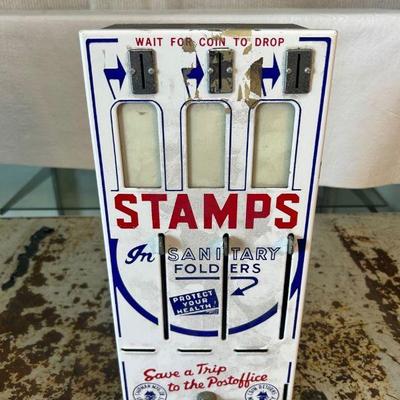 WAIT FOR COIN TO DROP
STAMPS
In SANITARY
FOLDERS
PROTECT
YOUR
HEALTH!
Save a Trip
to the Postoffice